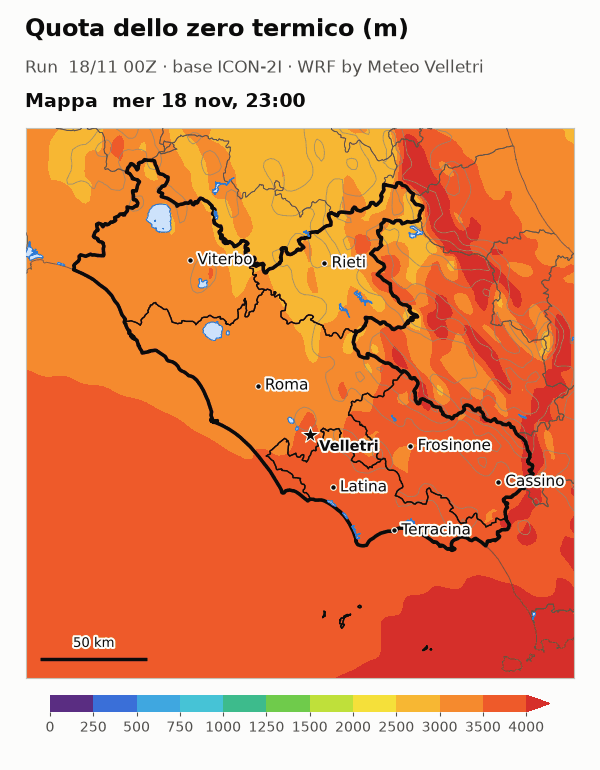 Quota dello zero termico (m)
Run  18/11 00Z · base ICON-2I · WRF by Meteo Velletri
Mappa  mer 18 nov, 23:00
Viterbo
Rieti
Roma
Velletri
Frosinone
Latina
Cassino
Terracina
50 km
0 250 500 750 1000 1250 1500 2000 2500 3000 3500 4000